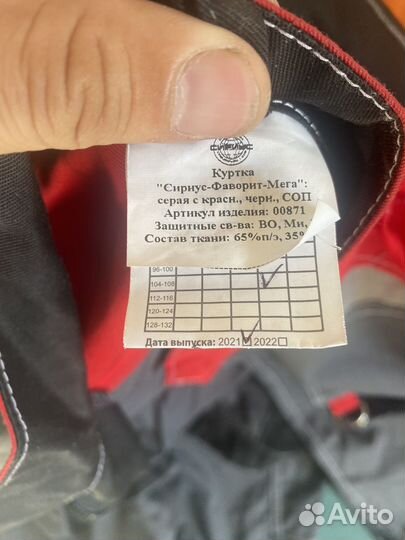 СИРИУС
Куртка
"Сириус-Фаворит-Мега":
серая с красн., черн., СОП
Артикул изделия: 00871
Защитные св-ва: ВО, Ми,
Состав ткани: 65%п/э, 35%
96-100
104-108
112-116
120-124
128-132
Дата выпуска: 2021 2022
Avito